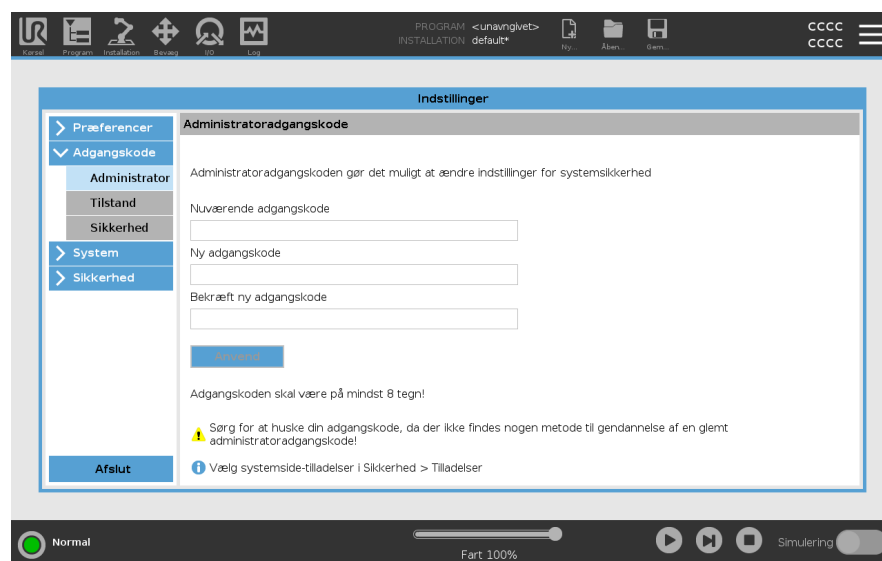 PROGRAM <unavngivet>
INSTALLATION default*
Kørsel Program Installation Bevæg I/O Log
Ny... Åben... Gem...
CCCC
CCCC
Indstillinger
Præferencer
Adgangskode
Administrator
Tilstand
Sikkerhed
System
Sikkerhed
Afslut
Administratoradgangskode
Administratoradgangskoden gør det muligt at ændre indstillinger for systemsikkerhed
Nuværende adgangskode
Ny adgangskode
Bekræft ny adgangskode
Anvend
Adgangskoden skal være på mindst 8 tegn!
Sørg for at huske din adgangskode, da der ikke findes nogen metode til gendannelse af en glemt
administratoradgangskode!
Vælg systemside-tilladelser i Sikkerhed > Tilladelser
Normal
Fart 100%
Simulering